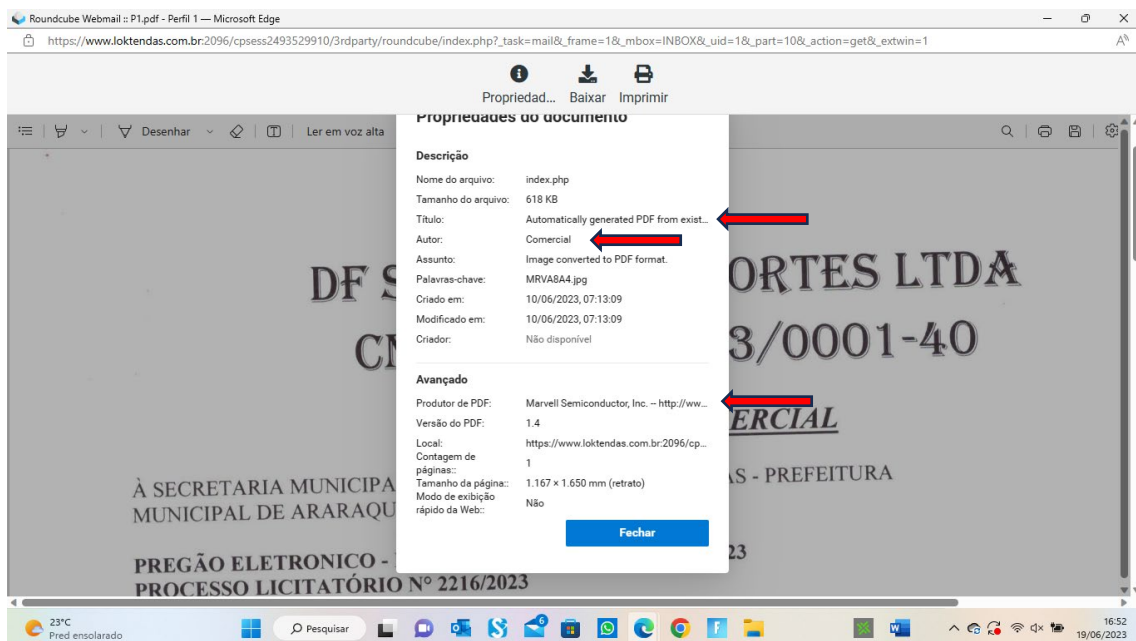 Roundcube Webmail :: P1.pdf - Perfil 1 — Microsoft Edge
https://www.loktendas.com.br:2096/cpsess2493529910/3rdparty/roundcube/index.php?_task=mail&_frame=1&_mbox=INBOX&_uid=1&_part=10&_action=get&_extwin=1
Propriedad... Baixar Imprimir
Desenhar Ler em voz alta
Propriedades do documento
Descrição
Nome do arquivo: index.php
Tamanho do arquivo: 618 KB
Título: Automatically generated PDF from exist...
Autor: Comercial
Assunto: Image converted to PDF format.
Palavras-chave: MRVA8A4.jpg
Criado em: 10/06/2023, 07:13:09
Modificado em: 10/06/2023, 07:13:09
Criador: Não disponível
Avançado
Produtor de PDF: Marvell Semiconductor, Inc. -- http://ww...
Versão do PDF: 1.4
Local: https://www.loktendas.com.br:2096/cp...
Contagem de
páginas:: 1
Tamanho da página:: 1.167 × 1.650 mm (retrato)
Modo de exibição
rápido da Web:: Não
Fechar
DF S ORTES LTDA
CN 3/0001-40
ERCIAL
À SECRETARIA MUNICIPA AS - PREFEITURA
MUNICIPAL DE ARARAQU
PREGÃO ELETRONICO - 23
PROCESSO LICITATÓRIO Nº 2216/2023
23°C
Pred ensolarado
Pesquisar
16:52
19/06/2023